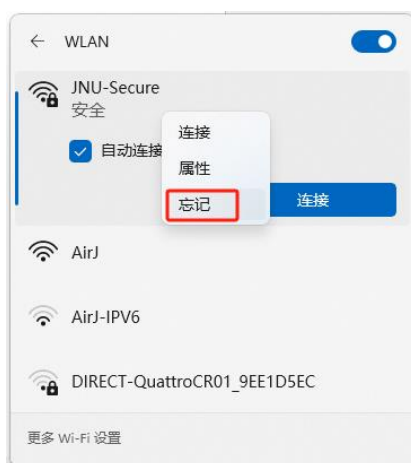 WLAN
JNU-Secure
安全
自动连接
连接
属性
忘记
连接
AirJ
AirJ-IPV6
DIRECT-QuattroCR01_9EE1D5EC
更多 Wi-Fi 设置